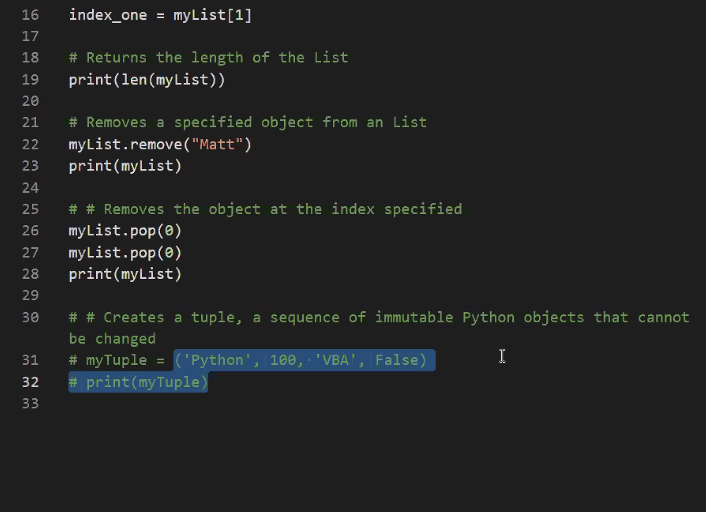 16 index_one = myList[1]
17
18 # Returns the length of the List
19 print(len(myList))
20
21 # Removes a specified object from an List
22 myList.remove("Matt")
23 print(myList)
24
25 # # Removes the object at the index specified
26 myList.pop(0)
27 myList.pop(0)
28 print(myList)
29
30 # # Creates a tuple, a sequence of immutable Python objects that cannot
be changed
31 # myTuple = ('Python', 100, 'VBA', False)
32 # print(myTuple)
33